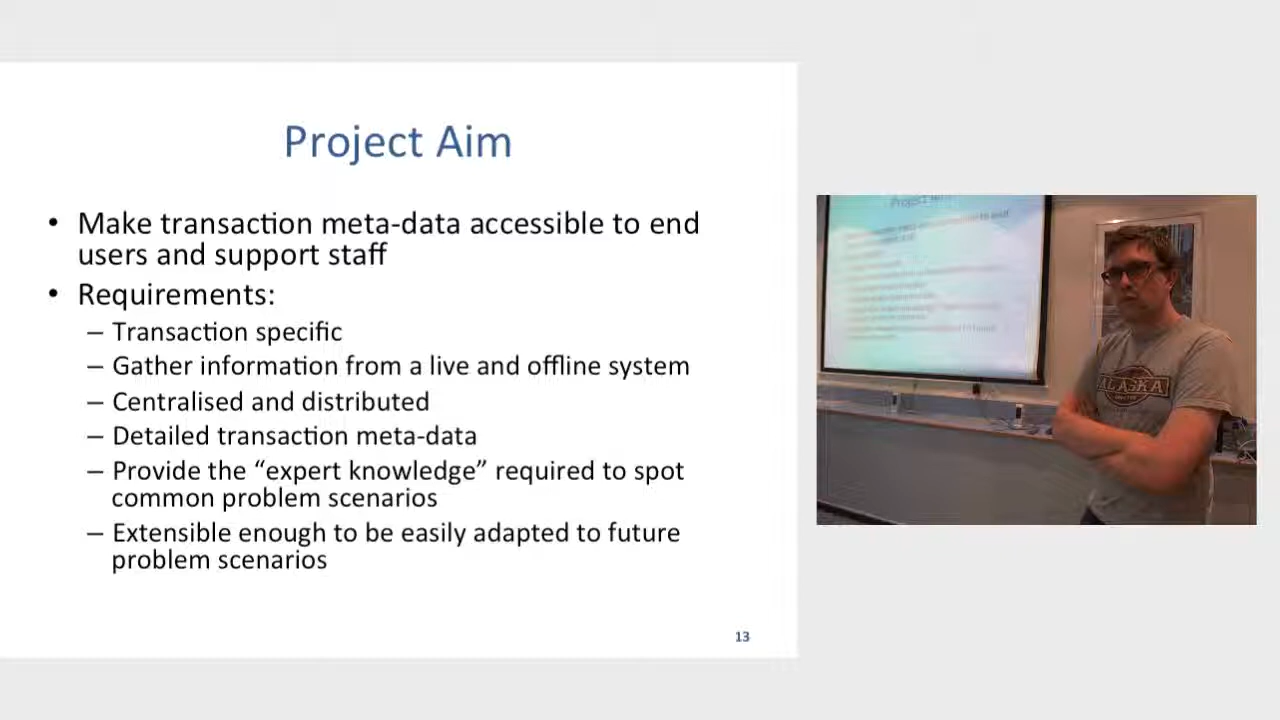 Project Aim
• Make transaction meta-data accessible to end
users and support staff
• Requirements:
– Transaction specific
– Gather information from a live and offline system
– Centralised and distributed
– Detailed transaction meta-data
– Provide the “expert knowledge” required to spot
common problem scenarios
– Extensible enough to be easily adapted to future
problem scenarios
13
Project Aim
ALASKA